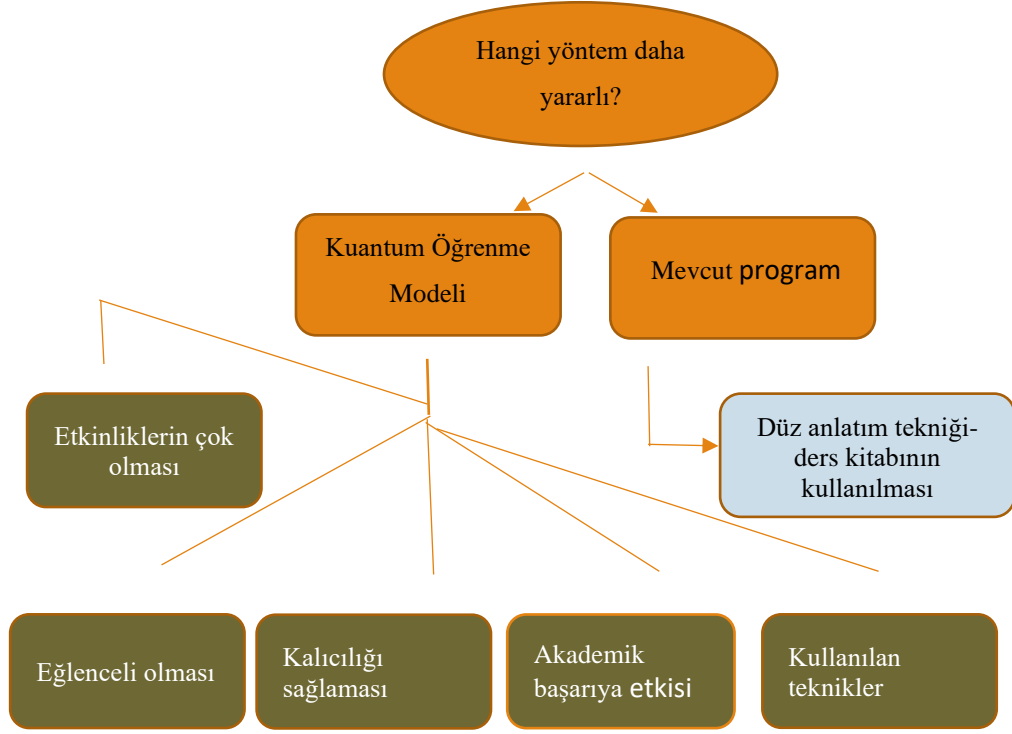 Hangi yöntem daha
yararlı?
Kuantum Öğrenme
Modeli
Mevcut program
Etkinliklerin çok
olması
Düz anlatım tekniği-
ders kitabının
kullanılması
Eğlenceli olması
Kalıcılığı
sağlaması
Akademik
başarıya etkisi
Kullanılan
teknikler